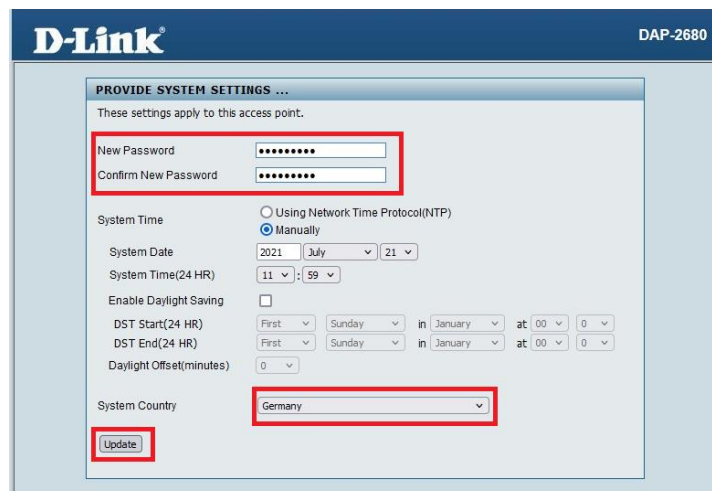 D-Link®
DAP-2680
PROVIDE SYSTEM SETTINGS ...
These settings apply to this access point.
New Password •••••••••
Confirm New Password •••••••••
System Time Using Network Time Protocol(NTP)
Manually
System Date 2021 July 21
System Time(24 HR) 11 : 59
Enable Daylight Saving
DST Start(24 HR) First Sunday in January at 00 0
DST End(24 HR) First Sunday in January at 00 0
Daylight Offset(minutes) 0
System Country Germany
Update